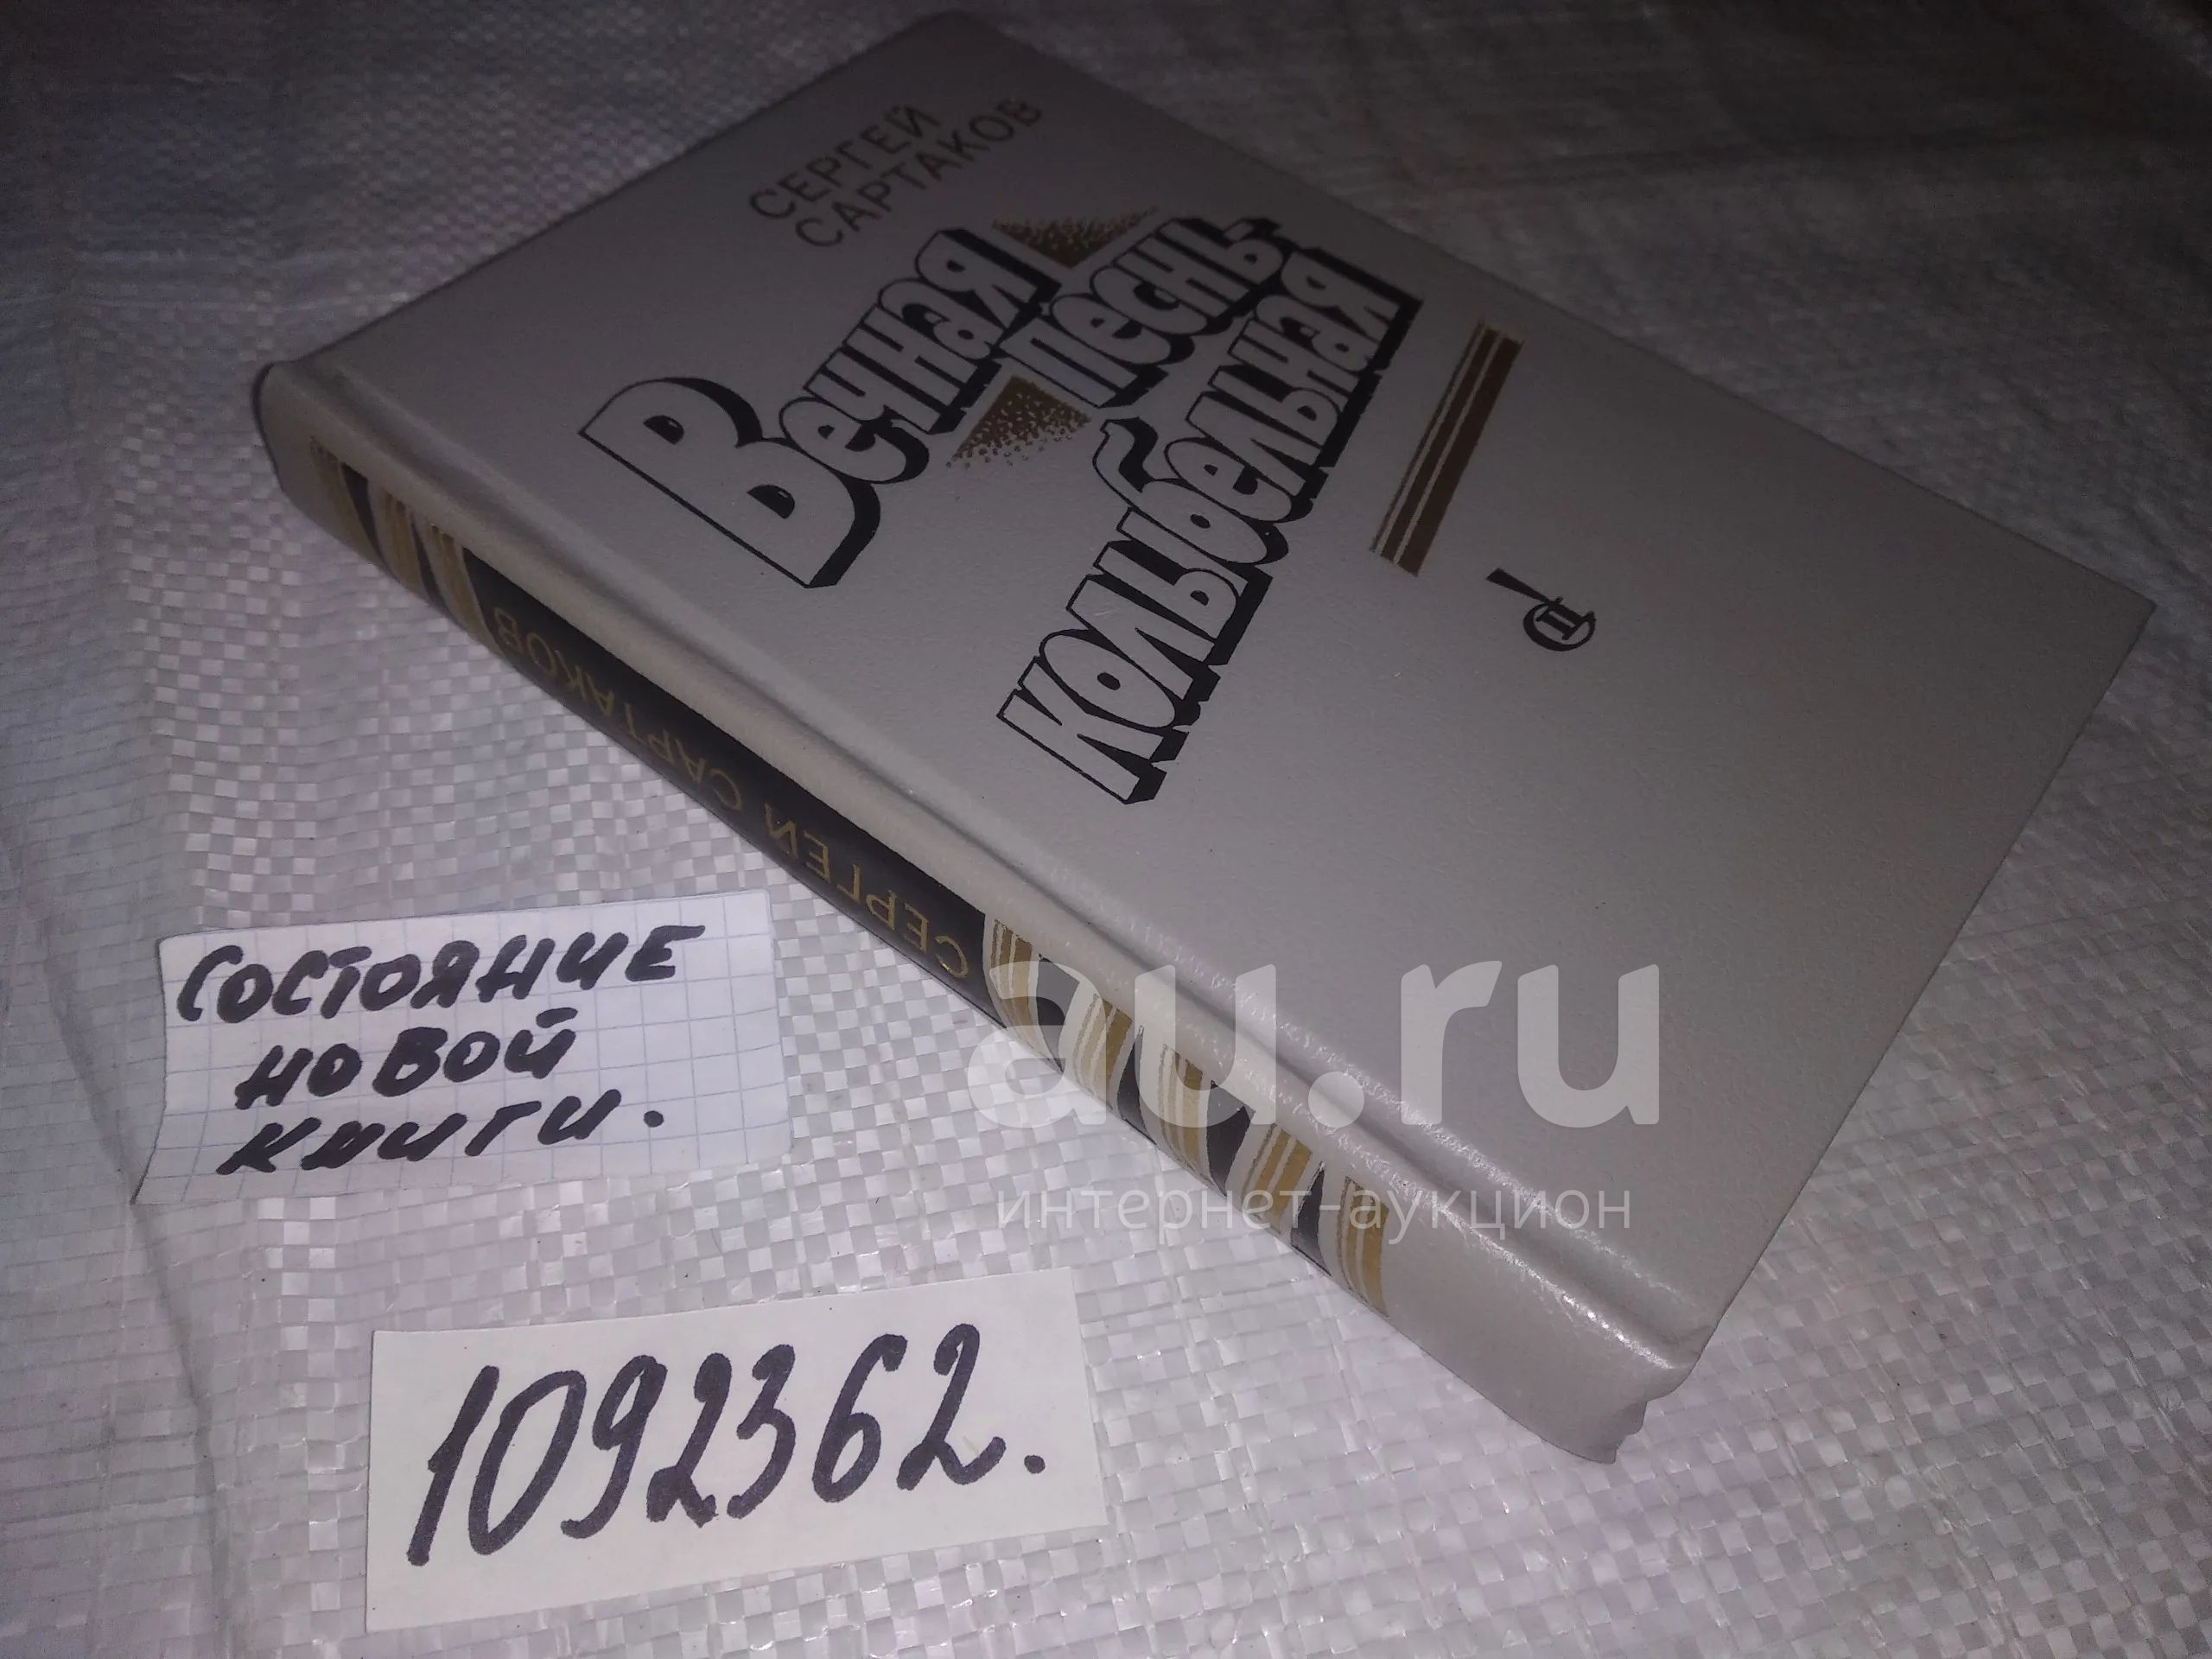 СЕРГЕЙ
САРТАКОВ
Вечная
песнь
колыбельная
П
СЕРГЕЙ САРТАКОВ
СОСТОЯНИЕ
НОВОЙ
КНИГИ.
1092362.
au.ru
интернет-аукцион